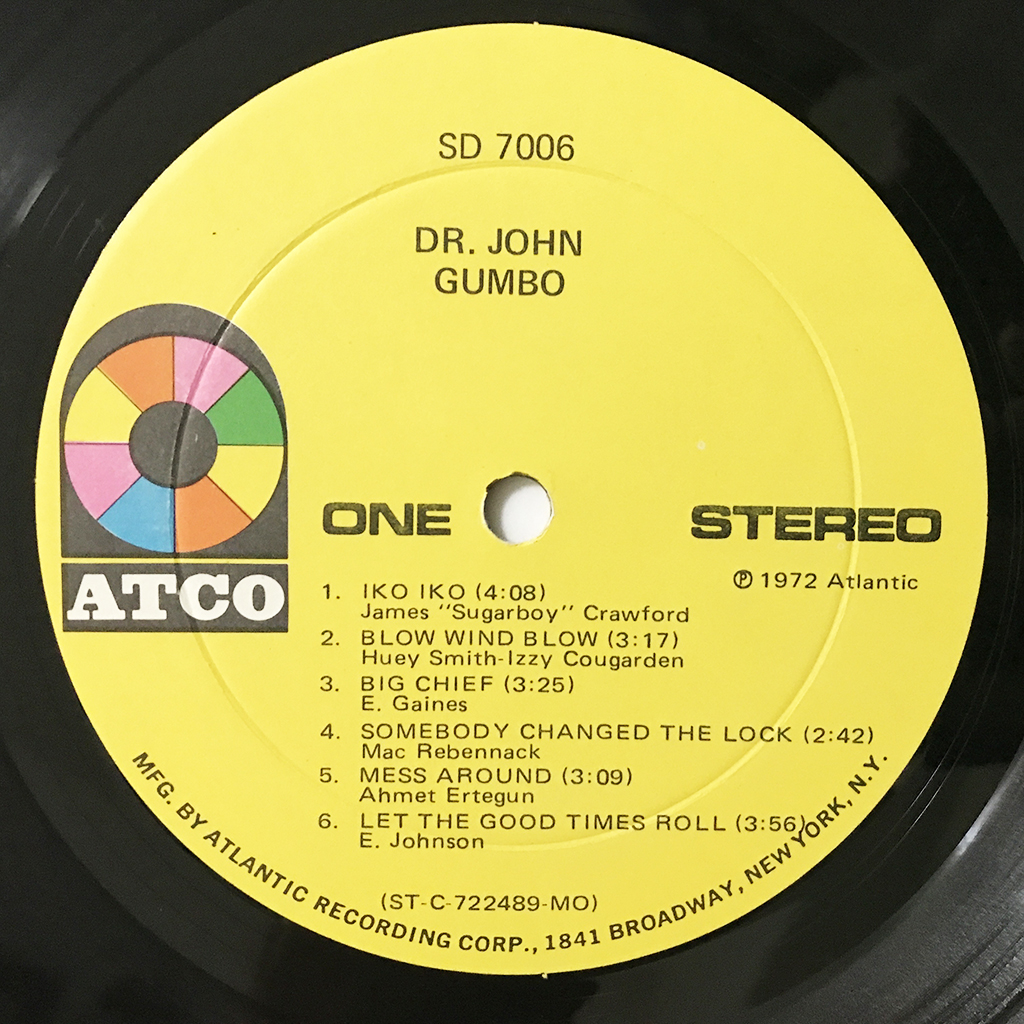 SD 7006
DR. JOHN
GUMBO
ATCO
ONE
STEREO
℗ 1972 Atlantic
1. IKO IKO (4:08)
James "Sugarboy" Crawford
2. BLOW WIND BLOW (3:17)
Huey Smith-Izzy Cougarden
3. BIG CHIEF (3:25)
E. Gaines
4. SOMEBODY CHANGED THE LOCK (2:42)
Mac Rebennack
5. MESS AROUND (3:09)
Ahmet Ertegun
6. LET THE GOOD TIMES ROLL (3:56)
E. Johnson
(ST-C-722489-MO)
MFG. BY ATLANTIC RECORDING CORP., 1841 BROADWAY, NEW YORK, N.Y.